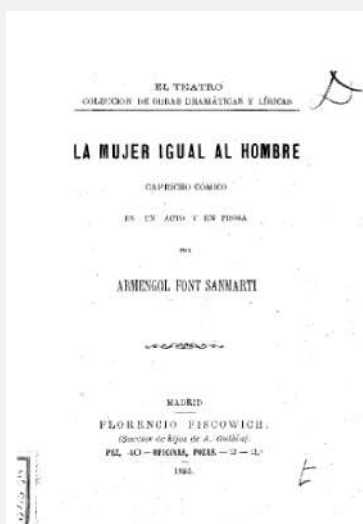 EL TEATRO
COLECCION DE OBRAS DRAMÁTICAS Y LÍRICAS
LA MUJER IGUAL AL HOMBRE
CAPRICHO CÓMICO
EN UN ACTO Y EN PROSA
POR
ARMENGOL FONT SANMARTI
MADRID
FLORENCIO FISCOWICH,
(Sucesor de hijos de A. Gullón).
PEZ, 40 — OFICINAS, POZAS. — 2 — 2.º